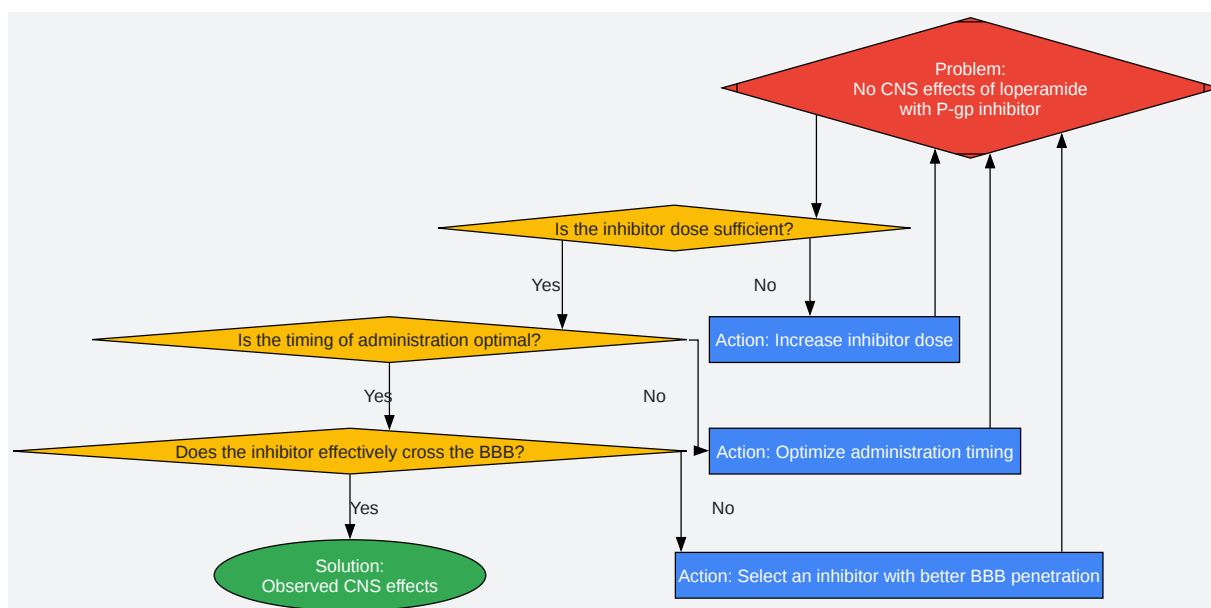 Problem:
No CNS effects of loperamide
with P-gp inhibitor
Is the inhibitor dose sufficient?
Yes
No
Is the timing of administration optimal?
Action: Increase inhibitor dose
Yes
No
Does the inhibitor effectively cross the BBB?
Action: Optimize administration timing
Yes
No
Solution:
Observed CNS effects
Action: Select an inhibitor with better BBB penetration